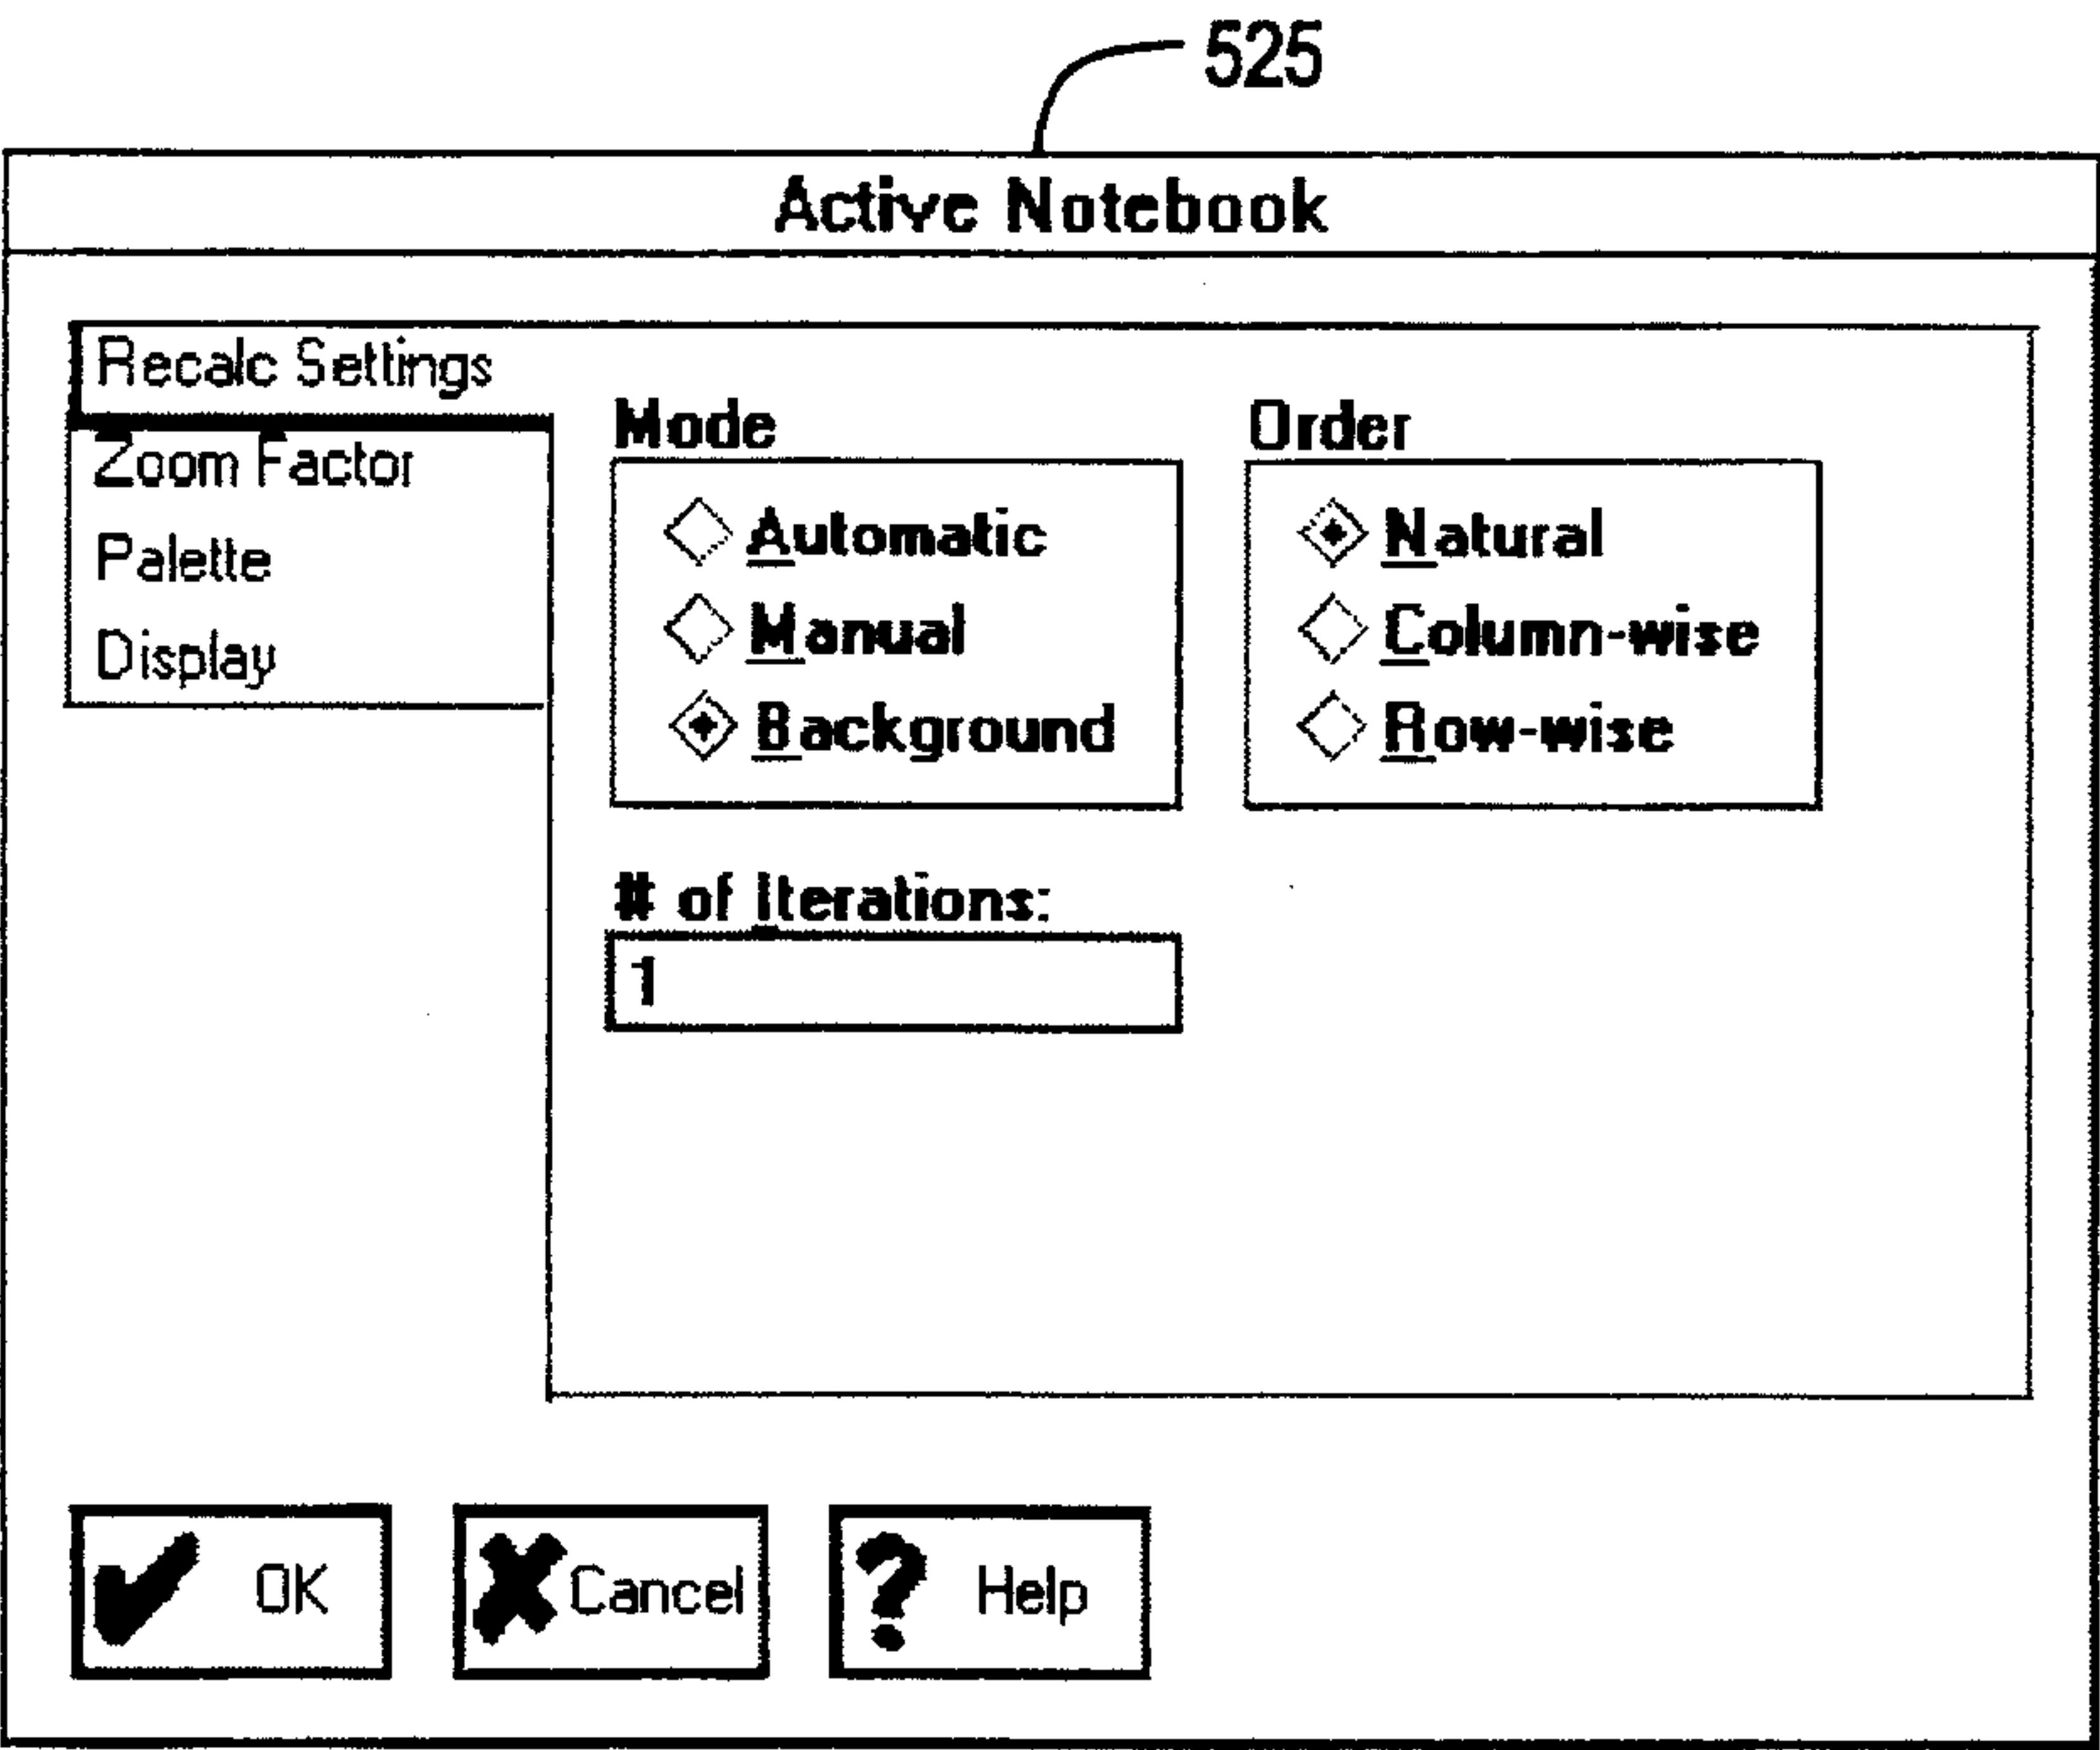 525
Active Notebook
Recalc Settings
Zoom Factor
Palette
Display
Mode
Automatic
Manual
Background
Order
Natural
Column-wise
Row-wise
# of Iterations:
1
OK
Cancel
Help